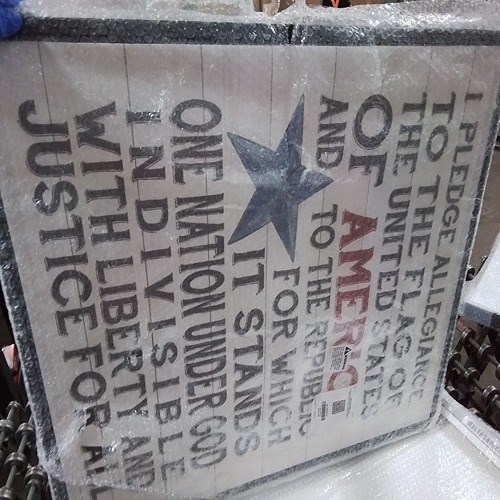 I PLEDGE ALLEGIANCE
TO THE FLAG OF
THE UNITED STATES
OF AMERIC
AND TO THE REPUBLIC
FOR WHICH
IT STANDS
ONE NATION UNDER GOD
INDIVISIBLE
WITH LIBERTY AND
JUSTICE FOR ALL